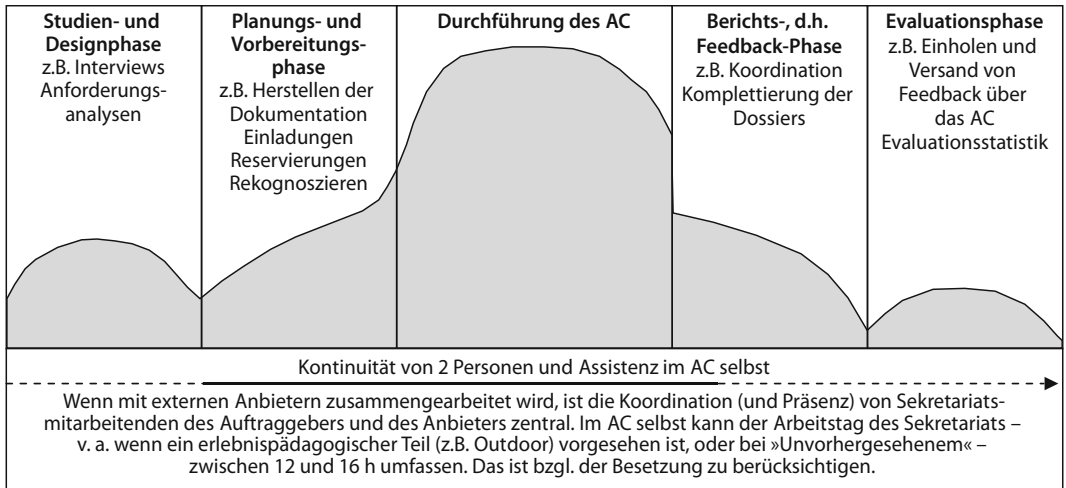 Studien- und
Designphase
z.B. Interviews
Anforderungs-
analysen
Planungs- und
Vorbereitungs-
phase
z.B. Herstellen der
Dokumentation
Einladungen
Reservierungen
Rekognoszieren
Durchführung des AC
Berichts-, d.h.
Feedback-Phase
z.B. Koordination
Komplettierung der
Dossiers
Evaluationsphase
z.B. Einholen und
Versand von
Feedback über
das AC
Evaluationsstatistik
Kontinuität von 2 Personen und Assistenz im AC selbst
Wenn mit externen Anbietern zusammengearbeitet wird, ist die Koordination (und Präsenz) von Sekretariats-
mitarbeitenden des Auftraggebers und des Anbieters zentral. Im AC selbst kann der Arbeitstag des Sekretariats –
v. a. wenn ein erlebnispädagogischer Teil (z.B. Outdoor) vorgesehen ist, oder bei »Unvorhergesehenem« –
zwischen 12 und 16 h umfassen. Das ist bzgl. der Besetzung zu berücksichtigen.